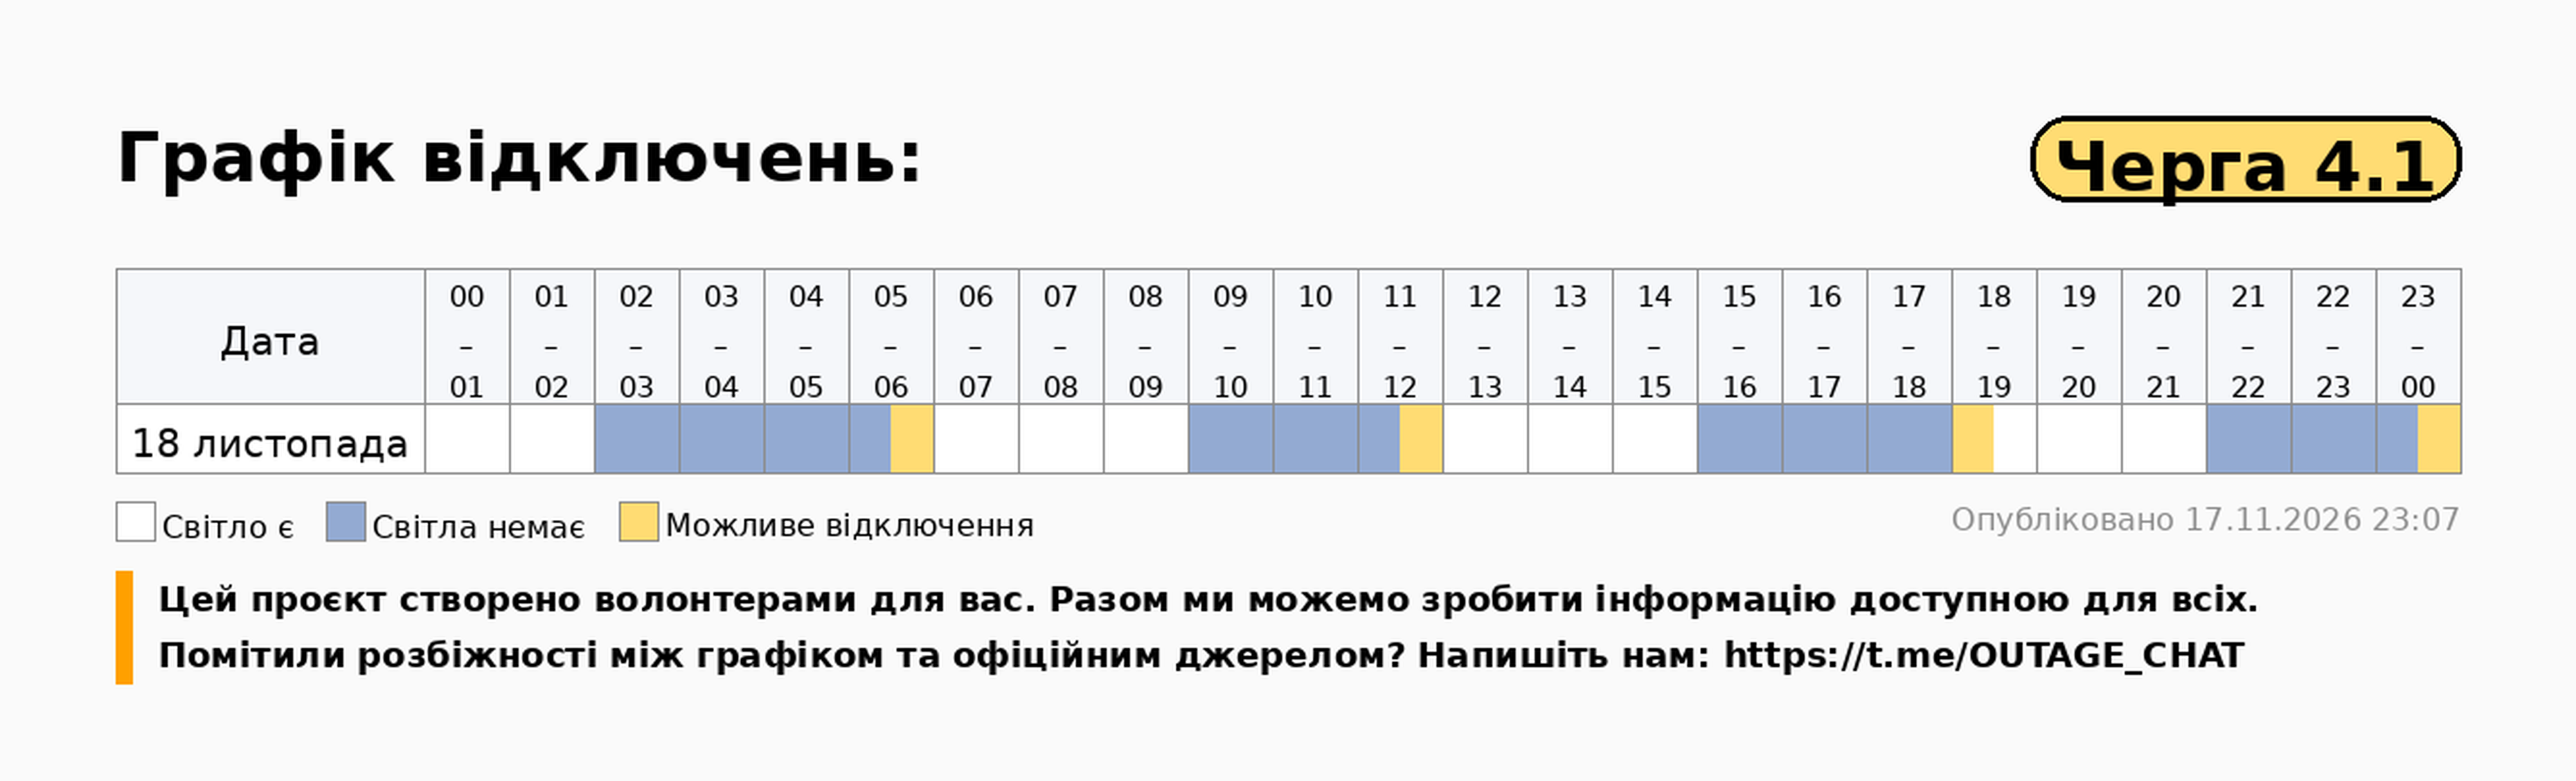 Графік відключень:
Черга 4.1
Дата 00 – 01 01 – 02 02 – 03 03 – 04 04 – 05 05 – 06 06 – 07 07 – 08 08 – 09 09 – 10 10 – 11 11 – 12 12 – 13 13 – 14 14 – 15 15 – 16 16 – 17 17 – 18 18 – 19 19 – 20 20 – 21 21 – 22 22 – 23 23 – 00
18 листопада
Світло є Світла немає Можливе відключення
Опубліковано 17.11.2026 23:07
Цей проєкт створено волонтерами для вас. Разом ми можемо зробити інформацію доступною для всіх.
Помітили розбіжності між графіком та офіційним джерелом? Напишіть нам: https://t.me/OUTAGE_CHAT